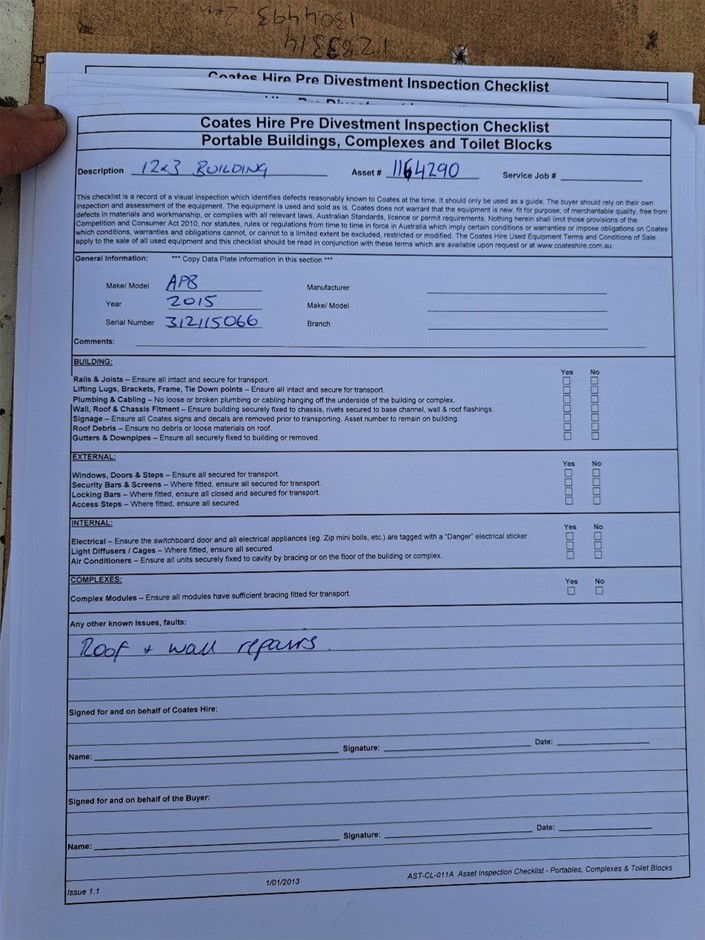 1304493 Zen
1283314
Coates Hire Pre Divestment Inspection Checklist
Coates Hire Pre Divestment Inspection Checklist
Portable Buildings, Complexes and Toilet Blocks
Description 12x3 BUILDING Asset # 1164290 Service Job #
This checklist is a record of a visual inspection which identifies defects reasonably known to Coates at the time. It should only be used as a guide. The buyer should rely on their own
inspection and assessment of the equipment. The equipment is used and sold as is. Coates does not warrant that the equipment is new, fit for purpose, of merchantable quality, free from
defects in materials and workmanship, or complies with all relevant laws, Australian Standards, licence or permit requirements. Nothing herein shall limit those provisions of the
Competition and Consumer Act 2010, nor statutes, rules or regulations from time to time in force in Australia which imply certain conditions or warranties or impose obligations on Coates
which conditions, warranties and obligations cannot, or cannot to a limited extent be excluded, restricted or modified. The Coates Hire Used Equipment Terms and Conditions of Sale
apply to the sale of all used equipment and this checklist should be read in conjunction with these terms which are available upon request or at www.coateshire.com.au.
General Information: *** Copy Data Plate information in this section ***
Make/ Model APB Manufacturer
Year 2015 Make/ Model
Serial Number 312115066 Branch
Comments:
BUILDING:
Yes No
Rails & Joists – Ensure all intact and secure for transport.
Lifting Lugs, Brackets, Frame, Tie Down points – Ensure all intact and secure for transport.
Plumbing & Cabling – No loose or broken plumbing or cabling hanging off the underside of the building or complex.
Wall, Roof & Chassis Fitment – Ensure building securely fixed to chassis, rivets secured to base channel, wall & roof flashings.
Signage – Ensure all Coates signs and decals are removed prior to transporting. Asset number to remain on building.
Roof Debris – Ensure no debris or loose materials on roof.
Gutters & Downpipes – Ensure all securely fixed to building or removed.
EXTERNAL:
Yes No
Windows, Doors & Steps – Ensure all secured for transport.
Security Bars & Screens – Where fitted, ensure all secured for transport.
Locking Bars – Where fitted, ensure all closed and secured for transport.
Access Steps – Where fitted, ensure all secured.
INTERNAL:
Yes No
Electrical – Ensure the switchboard door and all electrical appliances (eg. Zip mini boils, etc.) are tagged with a "Danger" electrical sticker.
Light Diffusers / Cages – Where fitted, ensure all secured.
Air Conditioners – Ensure all units securely fixed to cavity by bracing or on the floor of the building or complex.
COMPLEXES:
Yes No
Complex Modules – Ensure all modules have sufficient bracing fitted for transport.
Any other known issues, faults:
Roof + wall repairs.
Signed for and on behalf of Coates Hire:
Name: Signature: Date:
Signed for and on behalf of the Buyer:
Name: Signature: Date:
Issue 1.1 1/01/2013 AST-CL-011A Asset Inspection Checklist - Portables, Complexes & Toilet Blocks